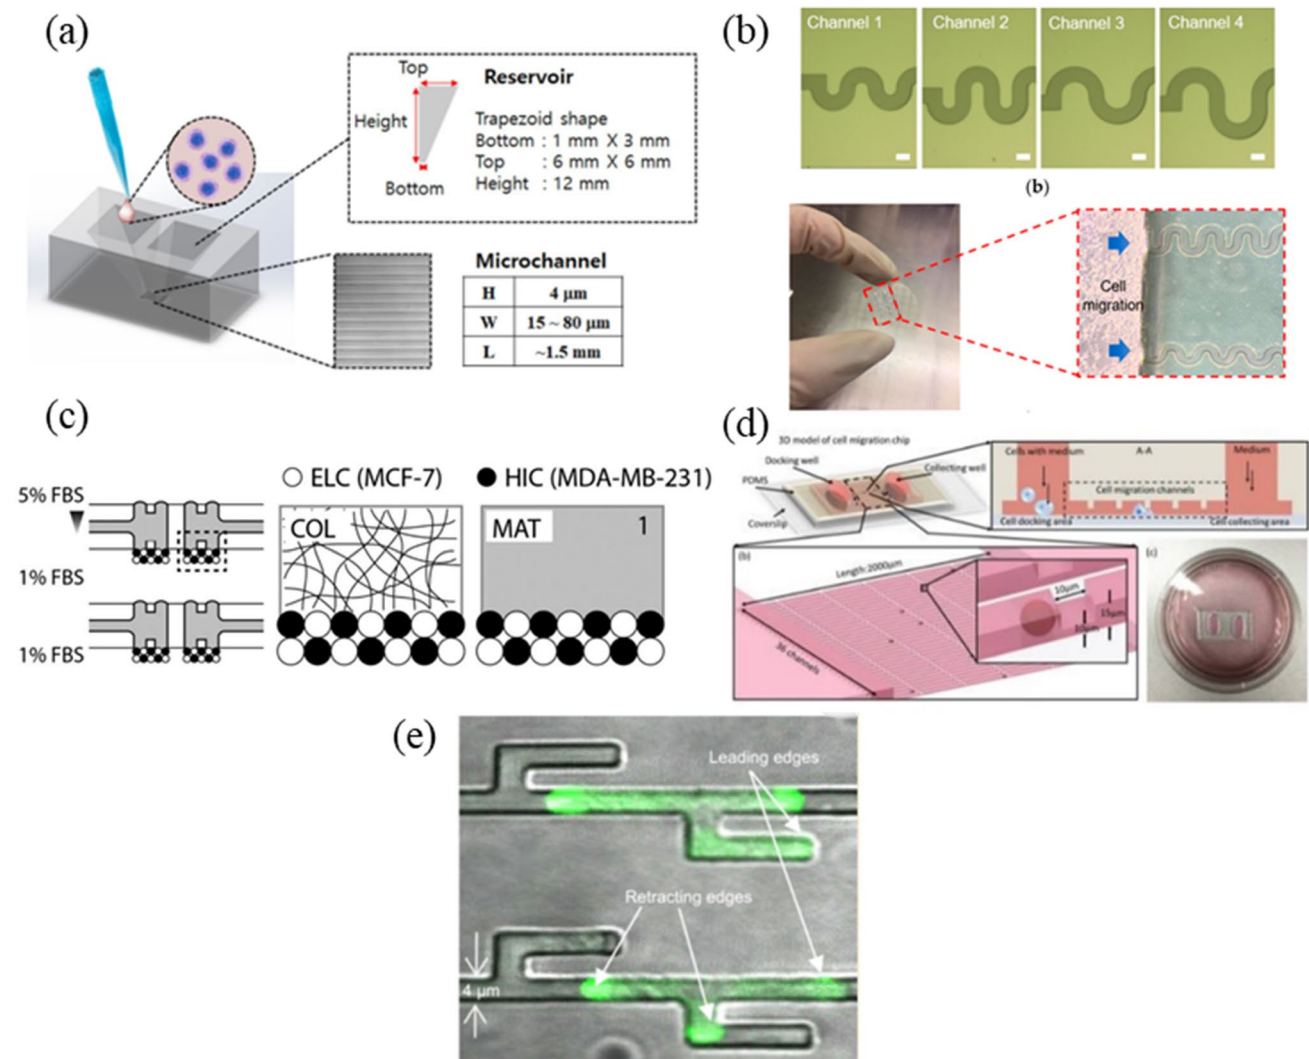 (a)
Top
Height
Bottom
Reservoir
Trapezoid shape
Bottom : 1 mm X 3 mm
Top : 6 mm X 6 mm
Height : 12 mm
Microchannel
H 4 μm
W 15 ~ 80 μm
L ~1.5 mm
(b)
Channel 1
Channel 2
Channel 3
Channel 4
(b)
Cell
migration
(c)
5% FBS
1% FBS
1% FBS
ELC (MCF-7)
HIC (MDA-MB-231)
COL
MAT
1
(d)
3D model of cell migration chip
Docking well
Collecting well
PDMS
Coverslip
Cells with medium
A-A
Medium
Cell migration channels
Cell docking area
Cell collecting area
(b)
Length:2000μm
36 channels
10μm
15μm
10μm
(c)
(e)
Leading edges
Retracting edges
4 μm